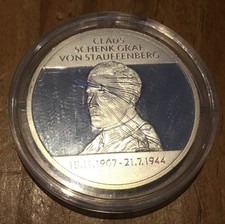 CLAUS
SCHENK GRAF
VON STAUFFENBERG
15.11.1907 - 21.7.1944